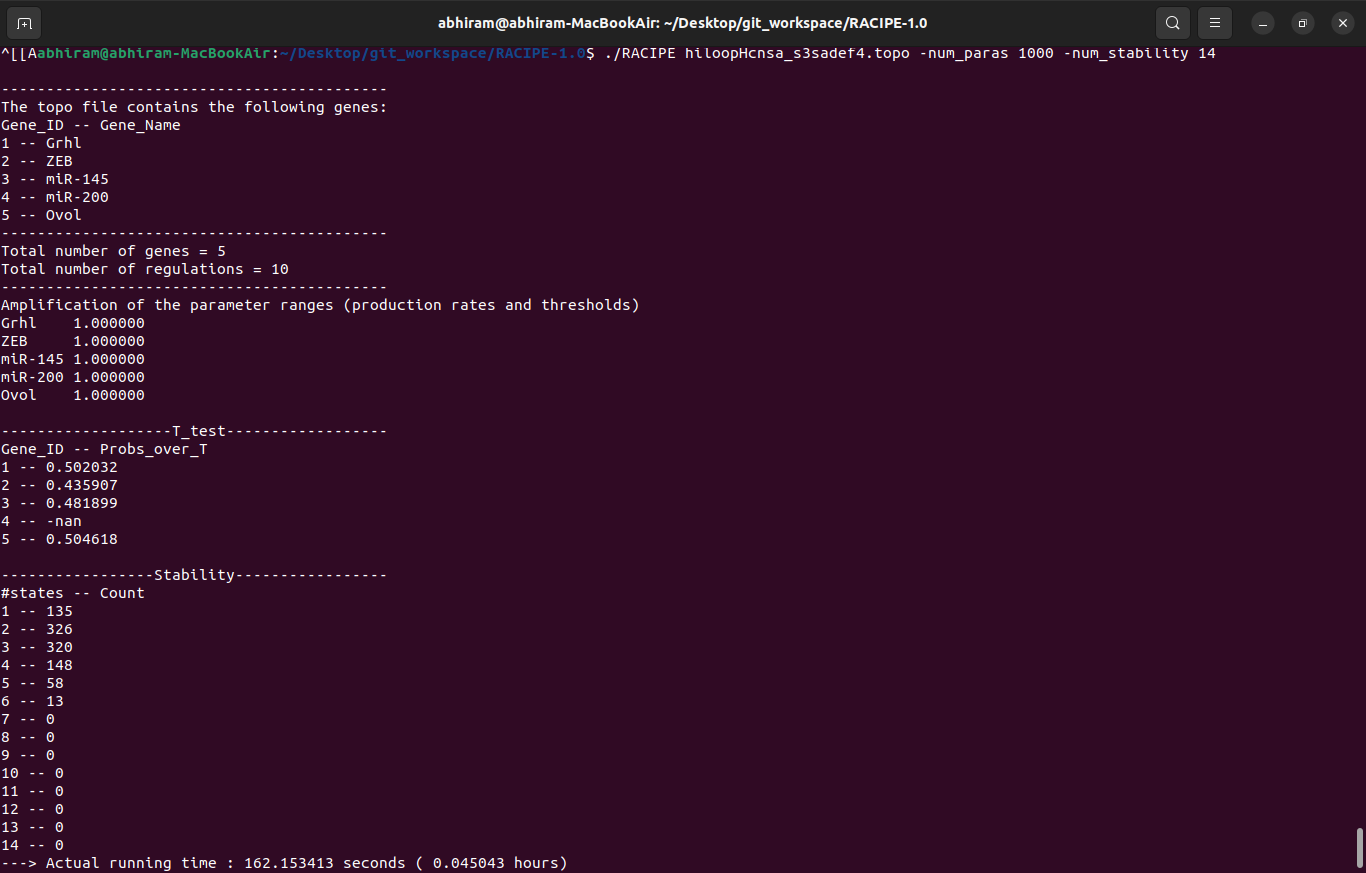 abhiram@abhiram-MacBookAir: ~/Desktop/git_workspace/RACIPE-1.0
^[[Aabhiram@abhiram-MacBookAir:~/Desktop/git_workspace/RACIPE-1.0$ ./RACIPE hiloopHcnsa_s3sadef4.topo -num_paras 1000 -num_stability 14
-------------------------------------------
The topo file contains the following genes:
Gene_ID -- Gene_Name
1 -- Grhl
2 -- ZEB
3 -- miR-145
4 -- miR-200
5 -- Ovol
-------------------------------------------
Total number of genes = 5
Total number of regulations = 10
-------------------------------------------
Amplification of the parameter ranges (production rates and thresholds)
Grhl    1.000000
ZEB     1.000000
miR-145 1.000000
miR-200 1.000000
Ovol    1.000000
-------------------T_test------------------
Gene_ID -- Probs_over_T
1 -- 0.502032
2 -- 0.435907
3 -- 0.481899
4 -- -nan
5 -- 0.504618
-----------------Stability-----------------
#states -- Count
1 -- 135
2 -- 326
3 -- 320
4 -- 148
5 -- 58
6 -- 13
7 -- 0
8 -- 0
9 -- 0
10 -- 0
11 -- 0
12 -- 0
13 -- 0
14 -- 0
---> Actual running time : 162.153413 seconds ( 0.045043 hours)